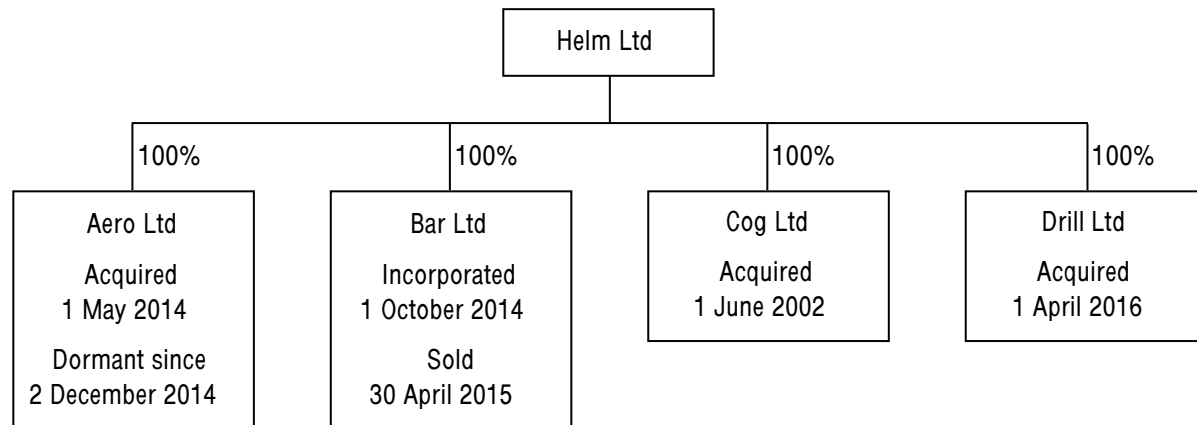 Helm Ltd
100%
100%
100%
100%
Aero Ltd
Acquired
1 May 2014
Dormant since
2 December 2014
Bar Ltd
Incorporated
1 October 2014
Sold
30 April 2015
Cog Ltd
Acquired
1 June 2002
Drill Ltd
Acquired
1 April 2016